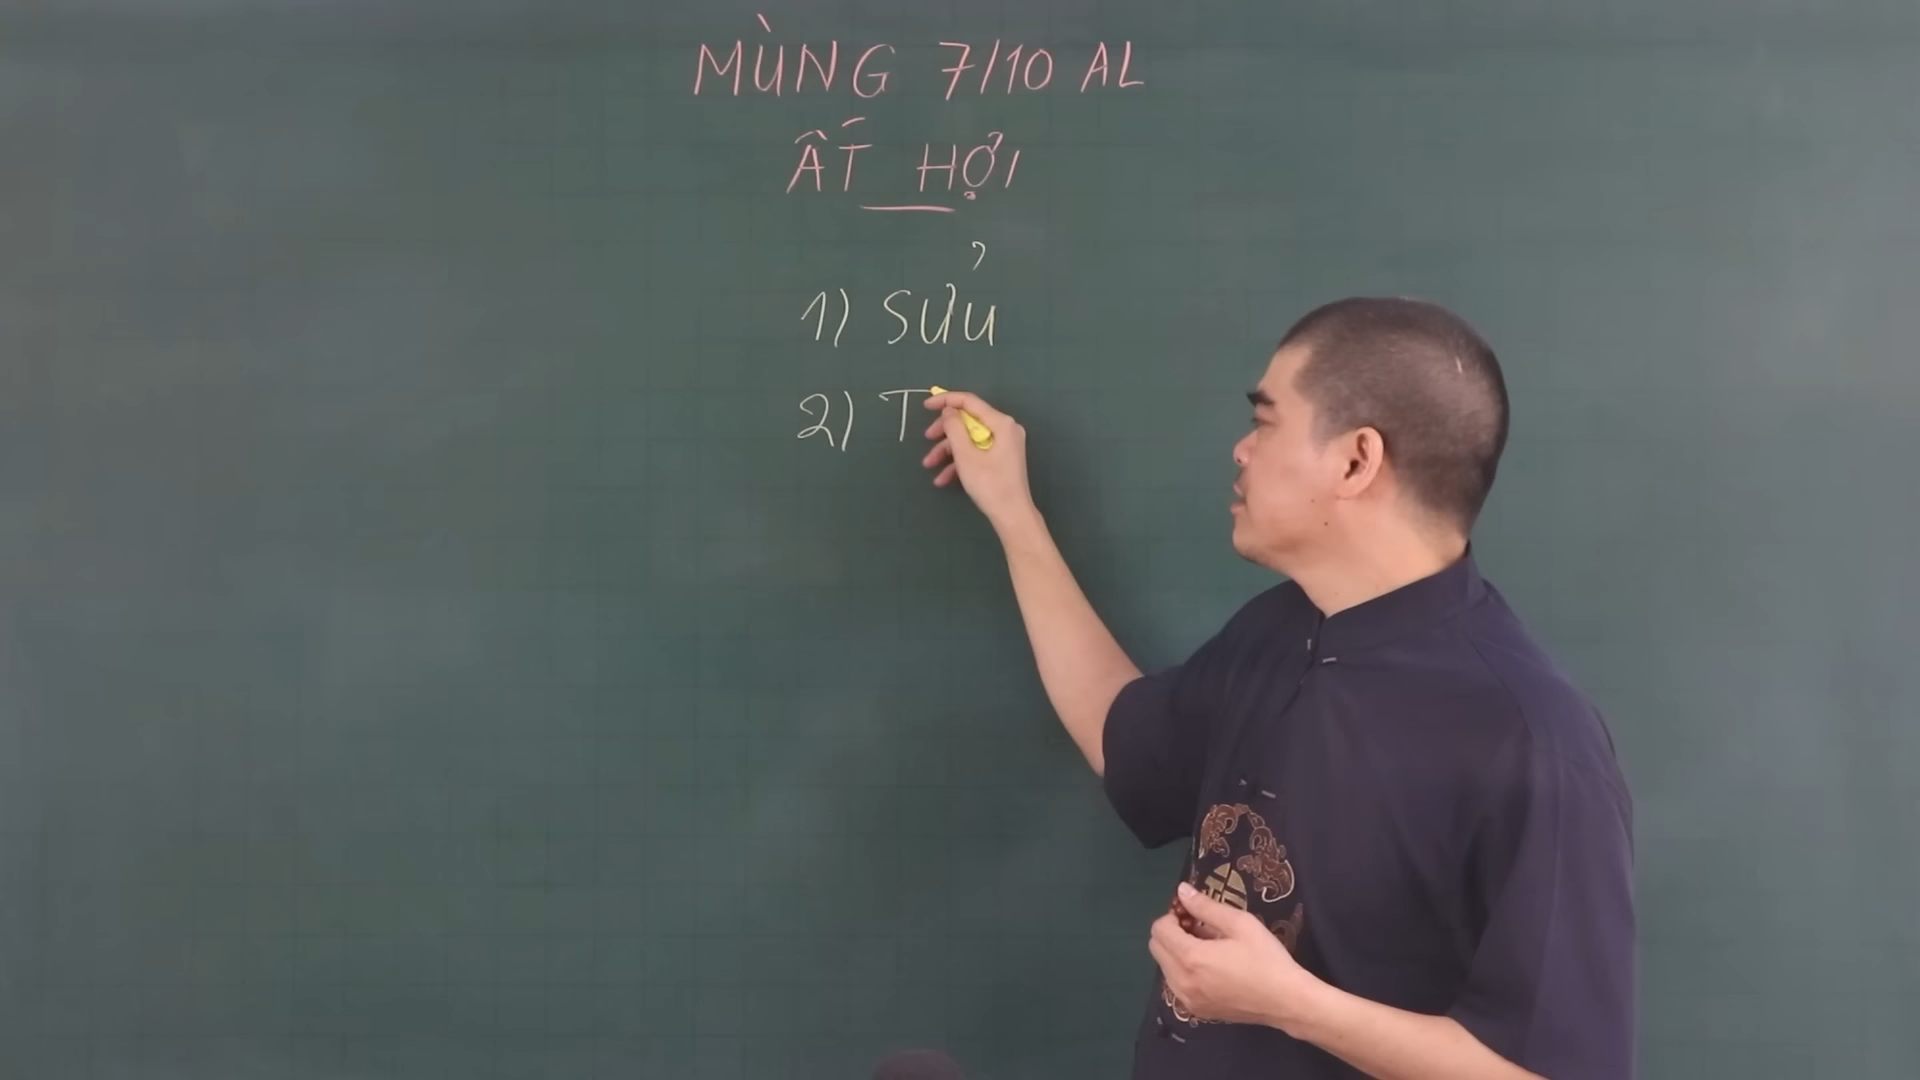 MÙNG 7/10 AL
ẤT HỢI
1) SỬU
2) T